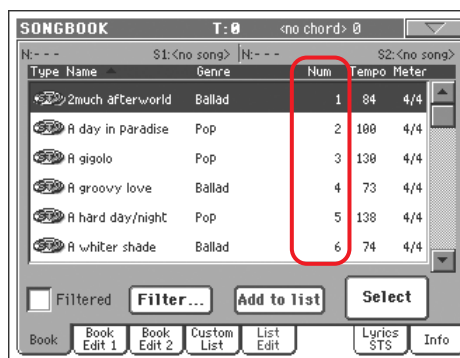 SONGBOOK T:0 <no chord> 0
N:--- S1:<no song> N:--- S2:<no song>
Type Name Genre Num Tempo Meter
2much afterworld Ballad 1 84 4/4
A day in paradise Pop 2 100 4/4
A gigolo Pop 3 130 4/4
A groovy love Ballad 4 73 4/4
A hard day/night Pop 5 138 4/4
A whiter shade Ballad 6 74 4/4
Filtered Filter... Add to list Select
Book Book Edit 1 Book Edit 2 Custom List List Edit Lyrics STS Info